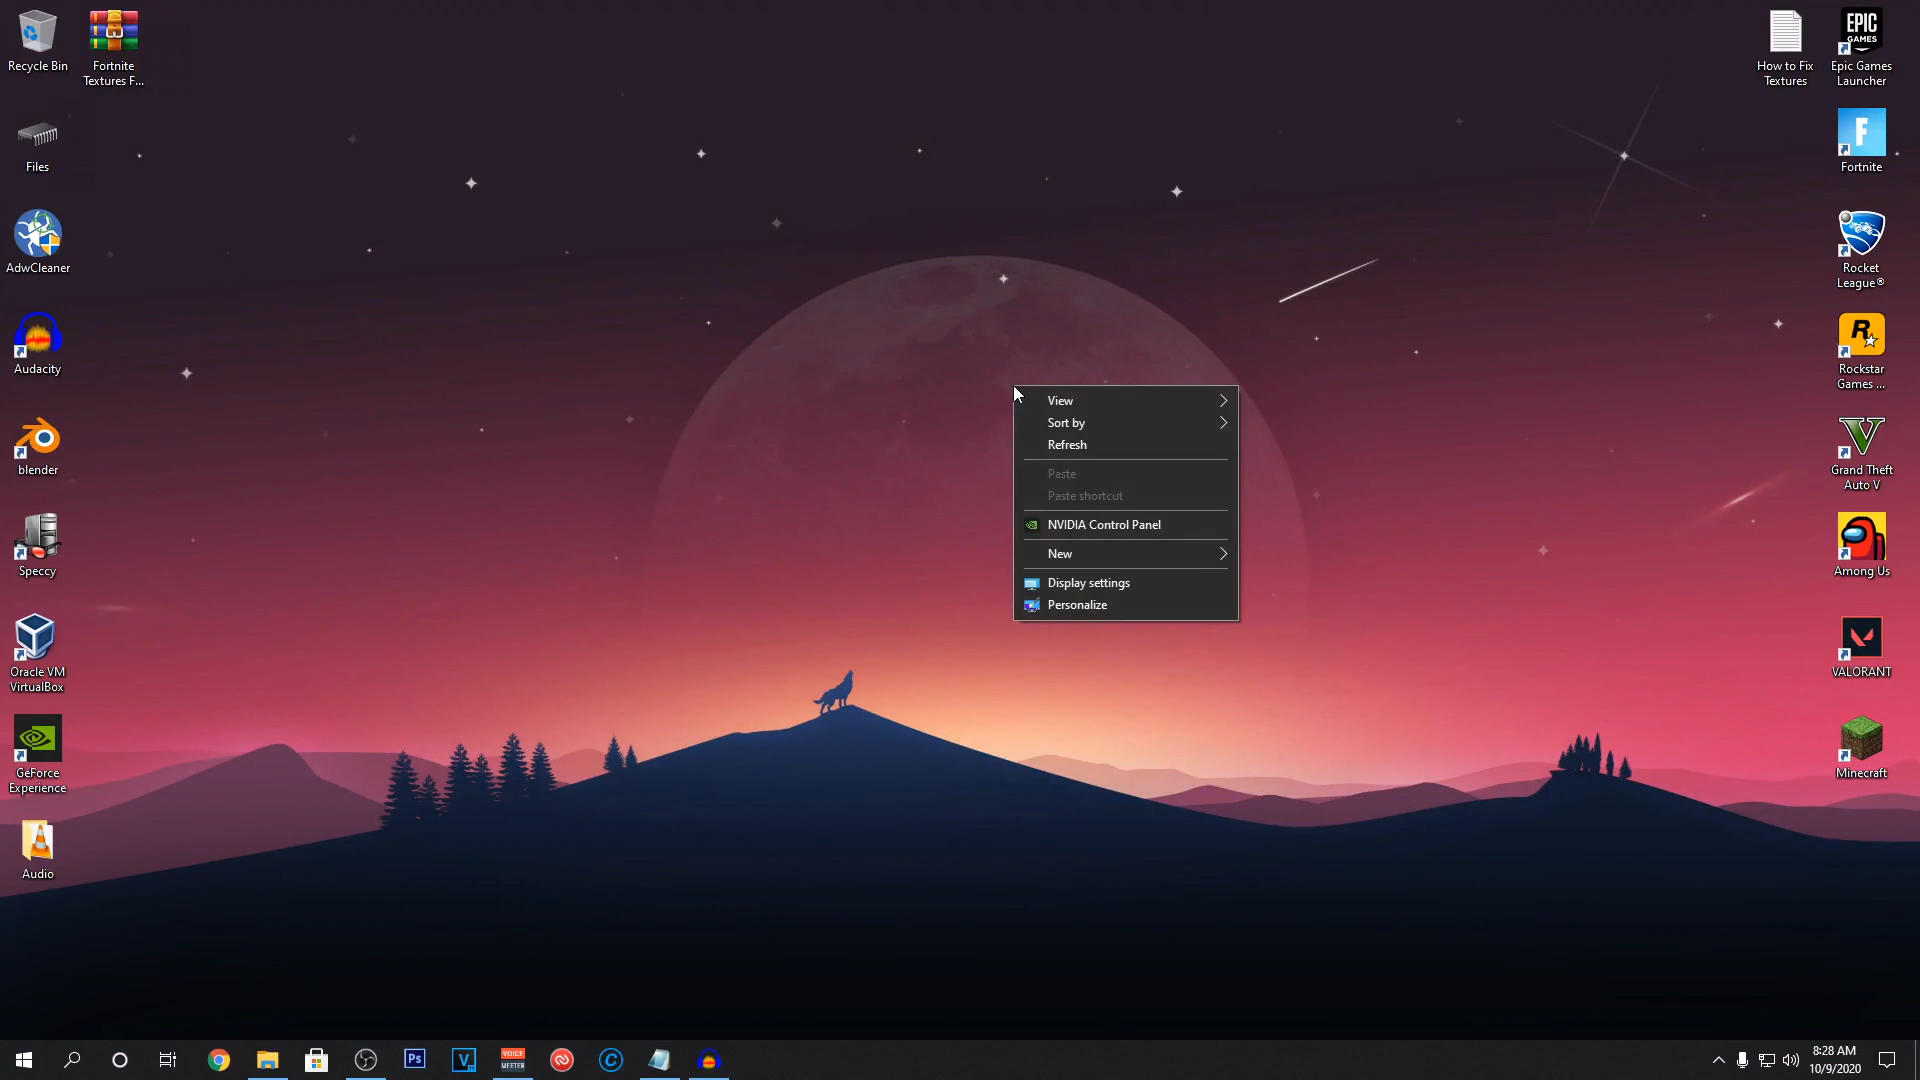 Recycle Bin
Fortnite
Textures F...
Files
AdwCleaner
Audacity
blender
Speccy
Oracle VM
VirtualBox
GeForce
Experience
Audio
View
Sort by
Refresh
Paste
Paste shortcut
NVIDIA Control Panel
New
Display settings
Personalize
How to Fix
Textures
EPIC
GAMES
Epic Games
Launcher
F
Fortnite
Rocket
League®
R
Rockstar
Games ...
V
Grand Theft
Auto V
Among Us
VALORANT
Minecraft
Ps
V
VOICE
MEETER
C
8:28 AM
10/9/2020